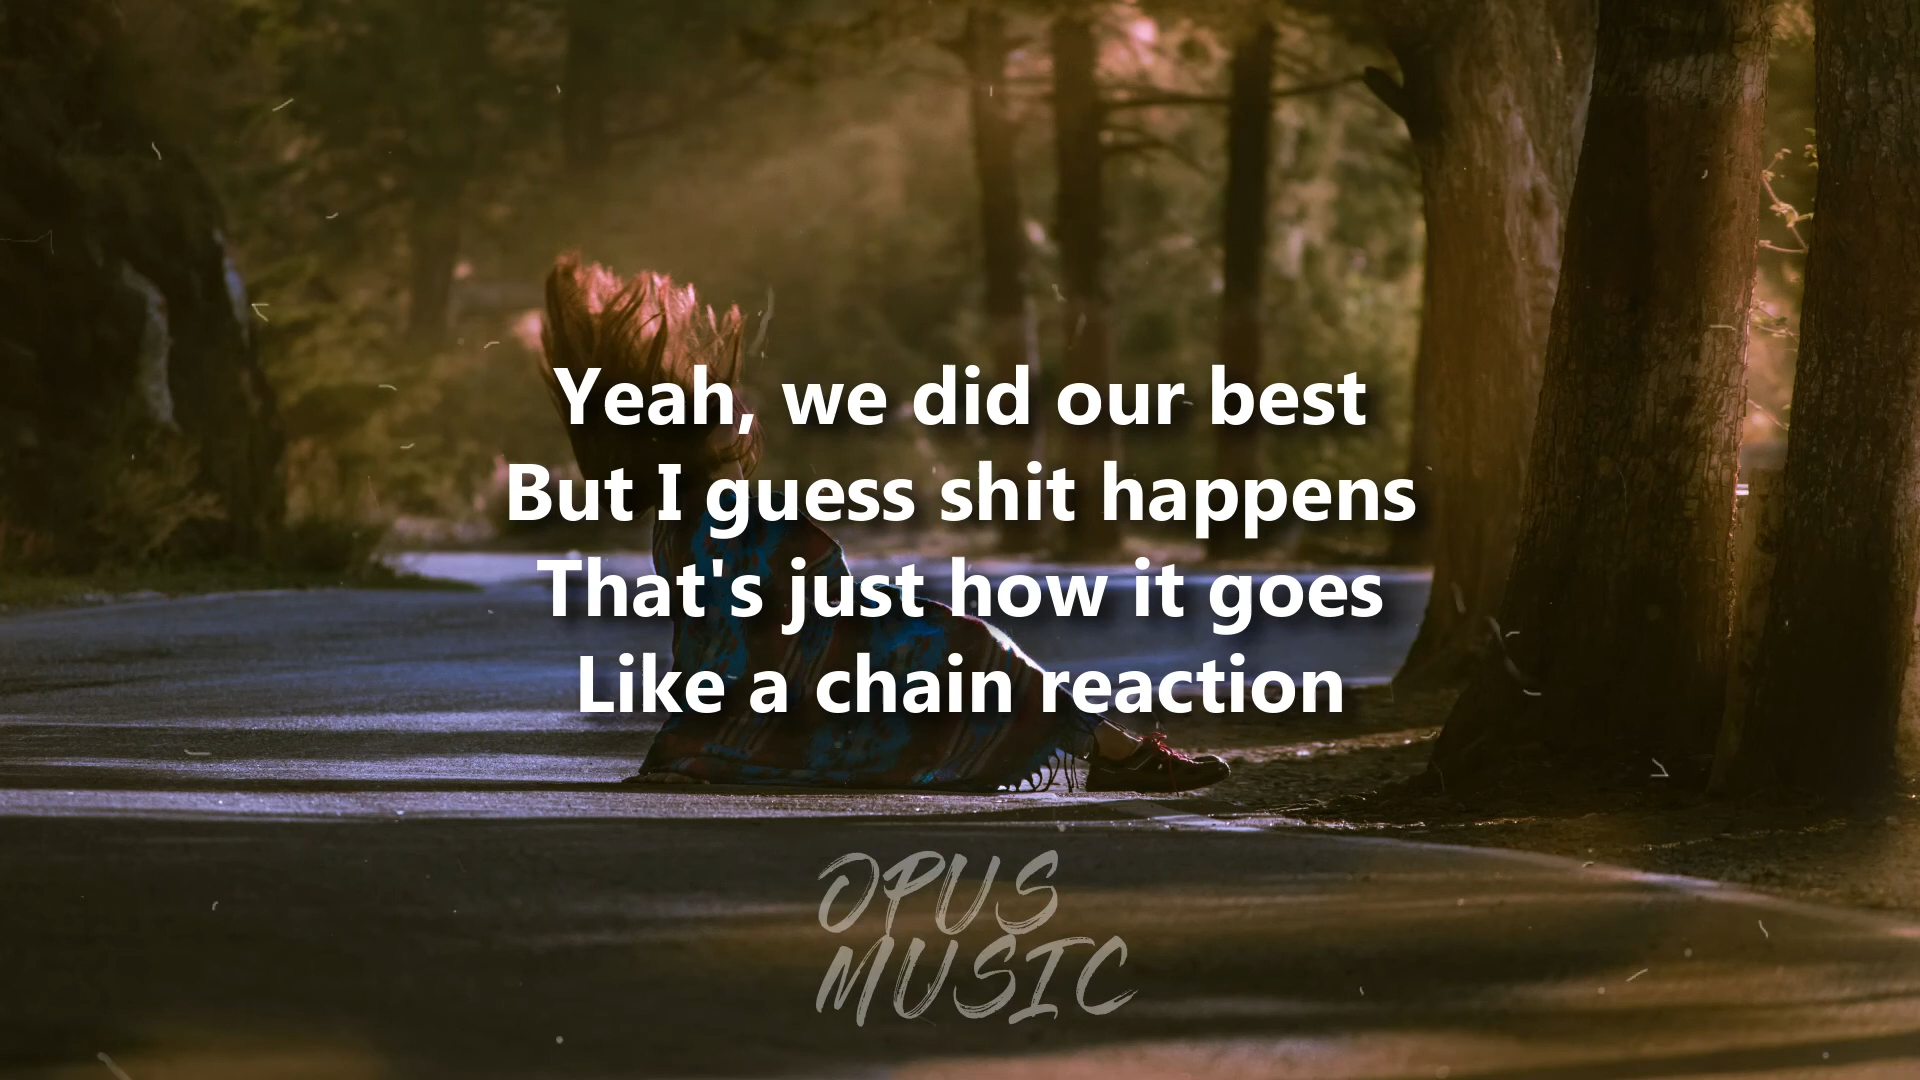 Yeah, we did our best
But I guess shit happens
That's just how it goes
Like a chain reaction
OPUS
MUSIC